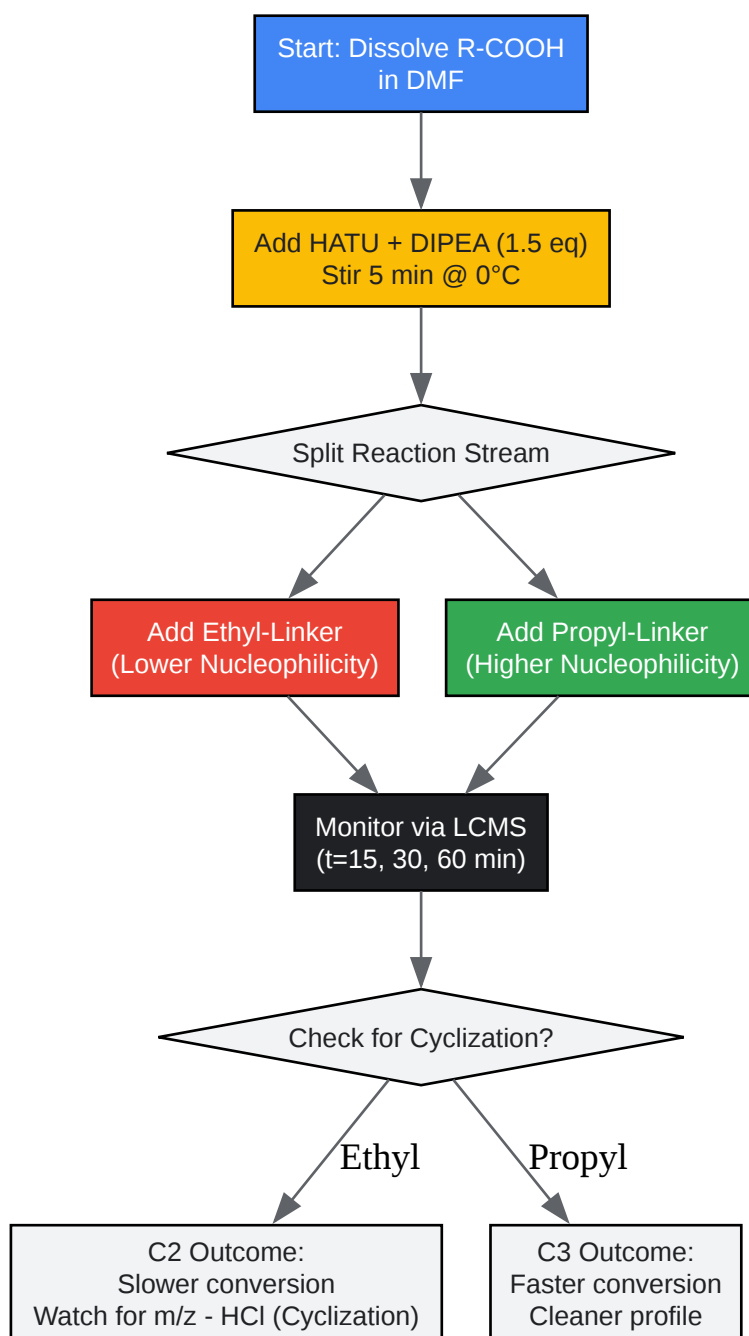 Start: Dissolve R-COOH
in DMF
Add HATU + DIPEA (1.5 eq)
Stir 5 min @ 0°C
Split Reaction Stream
Add Ethyl-Linker
(Lower Nucleophilicity)
Add Propyl-Linker
(Higher Nucleophilicity)
Monitor via LCMS
(t=15, 30, 60 min)
Check for Cyclization?
Ethyl
Propyl
C2 Outcome:
Slower conversion
Watch for m/z - HCl (Cyclization)
C3 Outcome:
Faster conversion
Cleaner profile